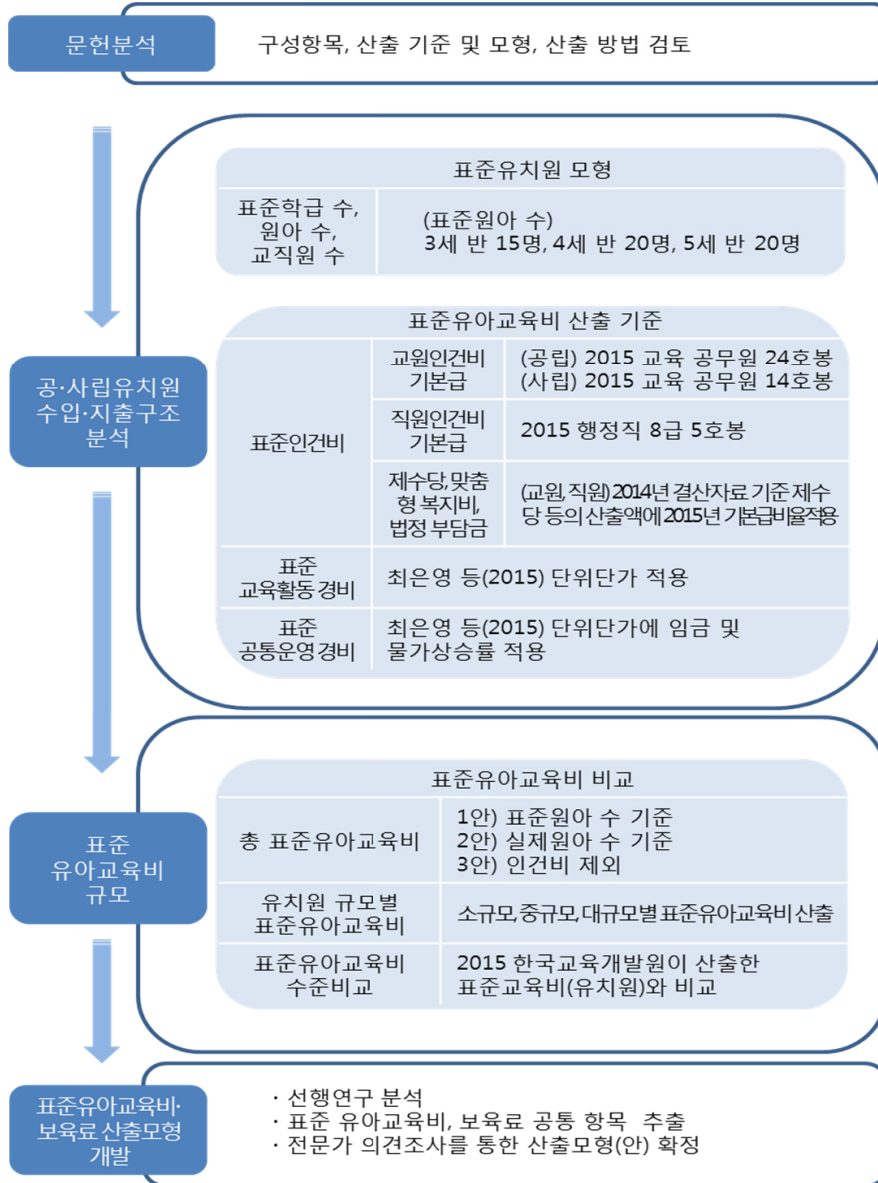 문헌분석
구성항목, 산출 기준 및 모형, 산출 방법 검토
표준유치원 모형
표준학급 수,
원아 수,
교직원 수
(표준원아 수)
3세 반 15명, 4세 반 20명, 5세 반 20명
공·사립유치원
수입·지출구조
분석
표준유아교육비 산출 기준
표준인건비
교원인건비
기본급
(공립) 2015 교육 공무원 24호봉
(사립) 2015 교육 공무원 14호봉
직원인건비
기본급
2015 행정직 8급 5호봉
제수당, 맞춤
형 복지비,
법정 부담금
(교원, 직원) 2014년 결산자료 기준 제수
당 등의 산출액에 2015년 기본급비율적용
표준
교육활동 경비
최은영 등(2015) 단위단가 적용
표준
공통운영 경비
최은영 등(2015) 단위단가에 임금 및
물가상승률 적용
표준
유아교육비
규모
표준유아교육비 비교
총 표준유아교육비
1안) 표준원아 수 기준
2안) 실제원아 수 기준
3안) 인건비 제외
유치원 규모별
표준유아교육비
소규모, 중규모, 대규모별 표준유아교육비 산출
표준유아교육비
수준비교
2015 한국교육개발원이 산출한
표준교육비(유치원)와 비교
표준유아교육비·
보육료 산출모형
개발
· 선행연구 분석
· 표준 유아교육비, 보육료 공통 항목 추출
· 전문가 의견조사를 통한 산출모형(안) 확정